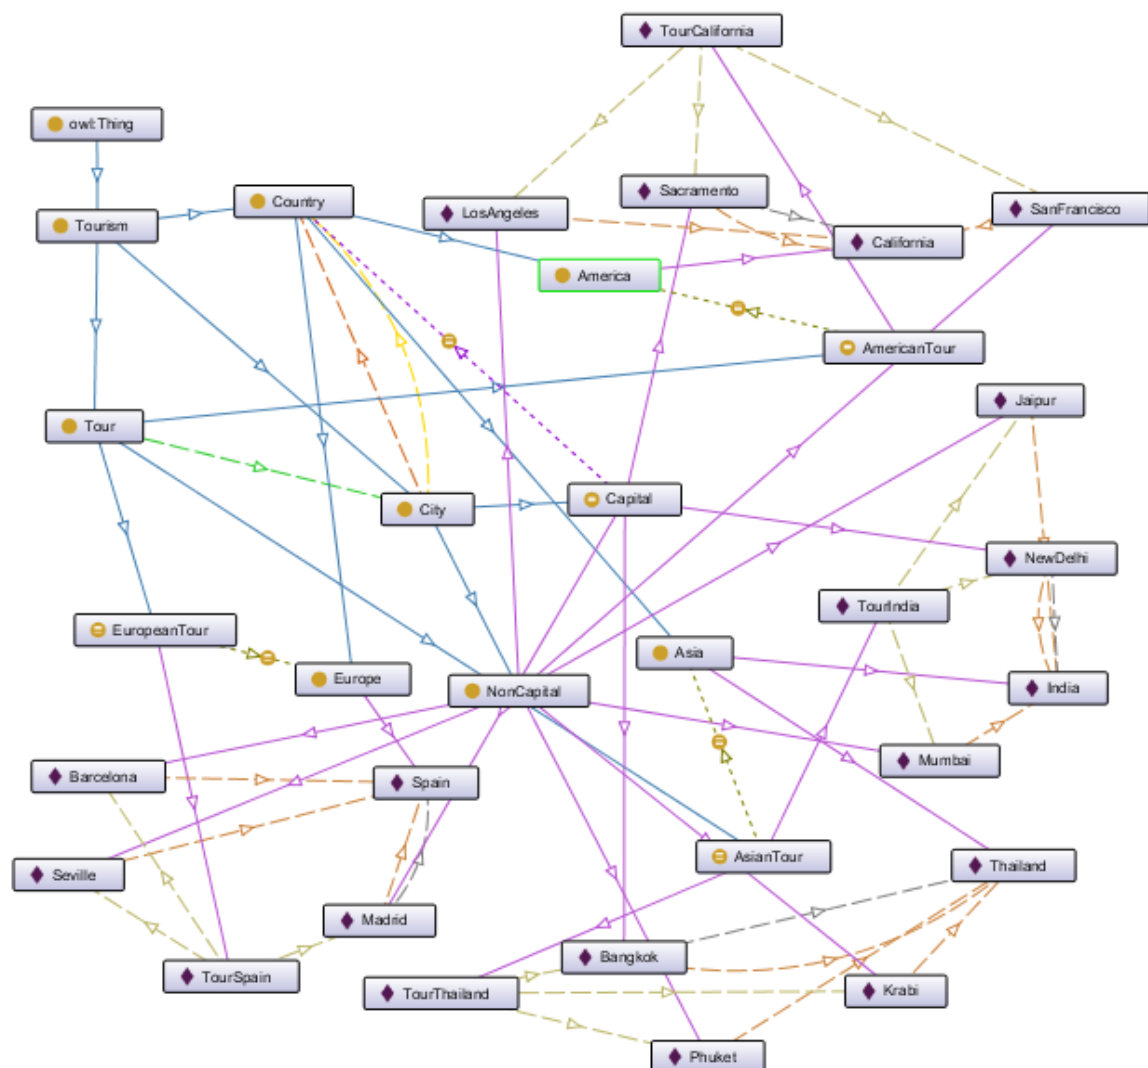 TourCalifornia
owl:Thing
Sacramento
Country
LosAngeles
SanFrancisco
Tourism
California
America
AmericanTour
Jaipur
Tour
Capital
City
NewDelhi
TourIndia
EuropeanTour
Asia
Europe
NonCapital
India
Mumbai
Barcelona
Spain
AsianTour
Thailand
Seville
Madrid
Bangkok
TourSpain
TourThailand
Krabi
Phuket